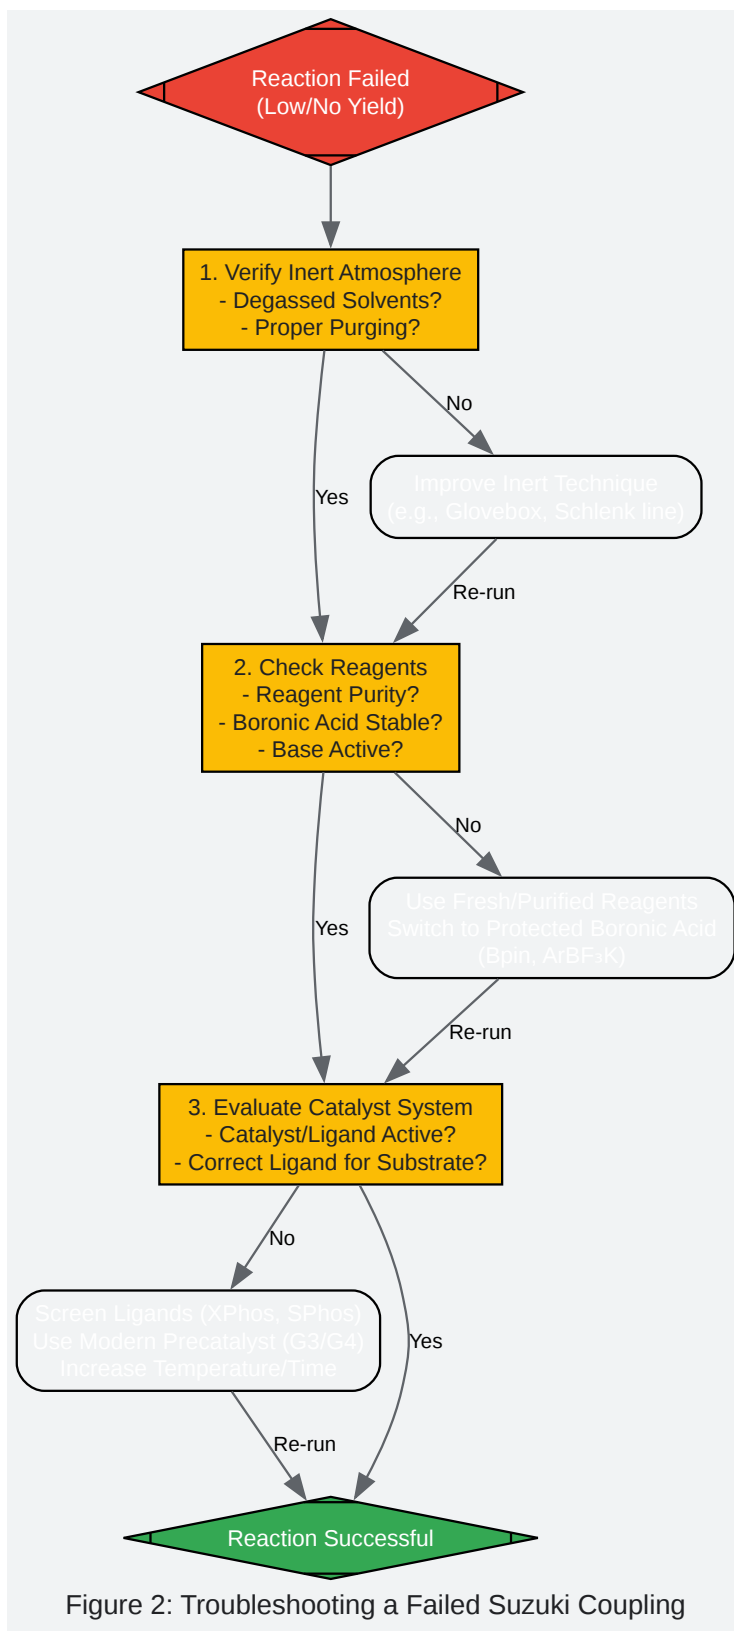 Reaction Failed
(Low/No Yield)
1. Verify Inert Atmosphere
- Degassed Solvents?
- Proper Purging?
No
Improve Inert Technique
(e.g., Glovebox, Schlenk line)
Yes
Re-run
2. Check Reagents
- Reagent Purity?
- Boronic Acid Stable?
- Base Active?
No
Use Fresh/Purified Reagents
Switch to Protected Boronic Acid
(Bpin, ArBF₃K)
Yes
Re-run
3. Evaluate Catalyst System
- Catalyst/Ligand Active?
- Correct Ligand for Substrate?
No
Screen Ligands (XPhos, SPhos)
Use Modern Precatalyst (G3/G4)
Increase Temperature/Time
Yes
Re-run
Reaction Successful
Figure 2: Troubleshooting a Failed Suzuki Coupling